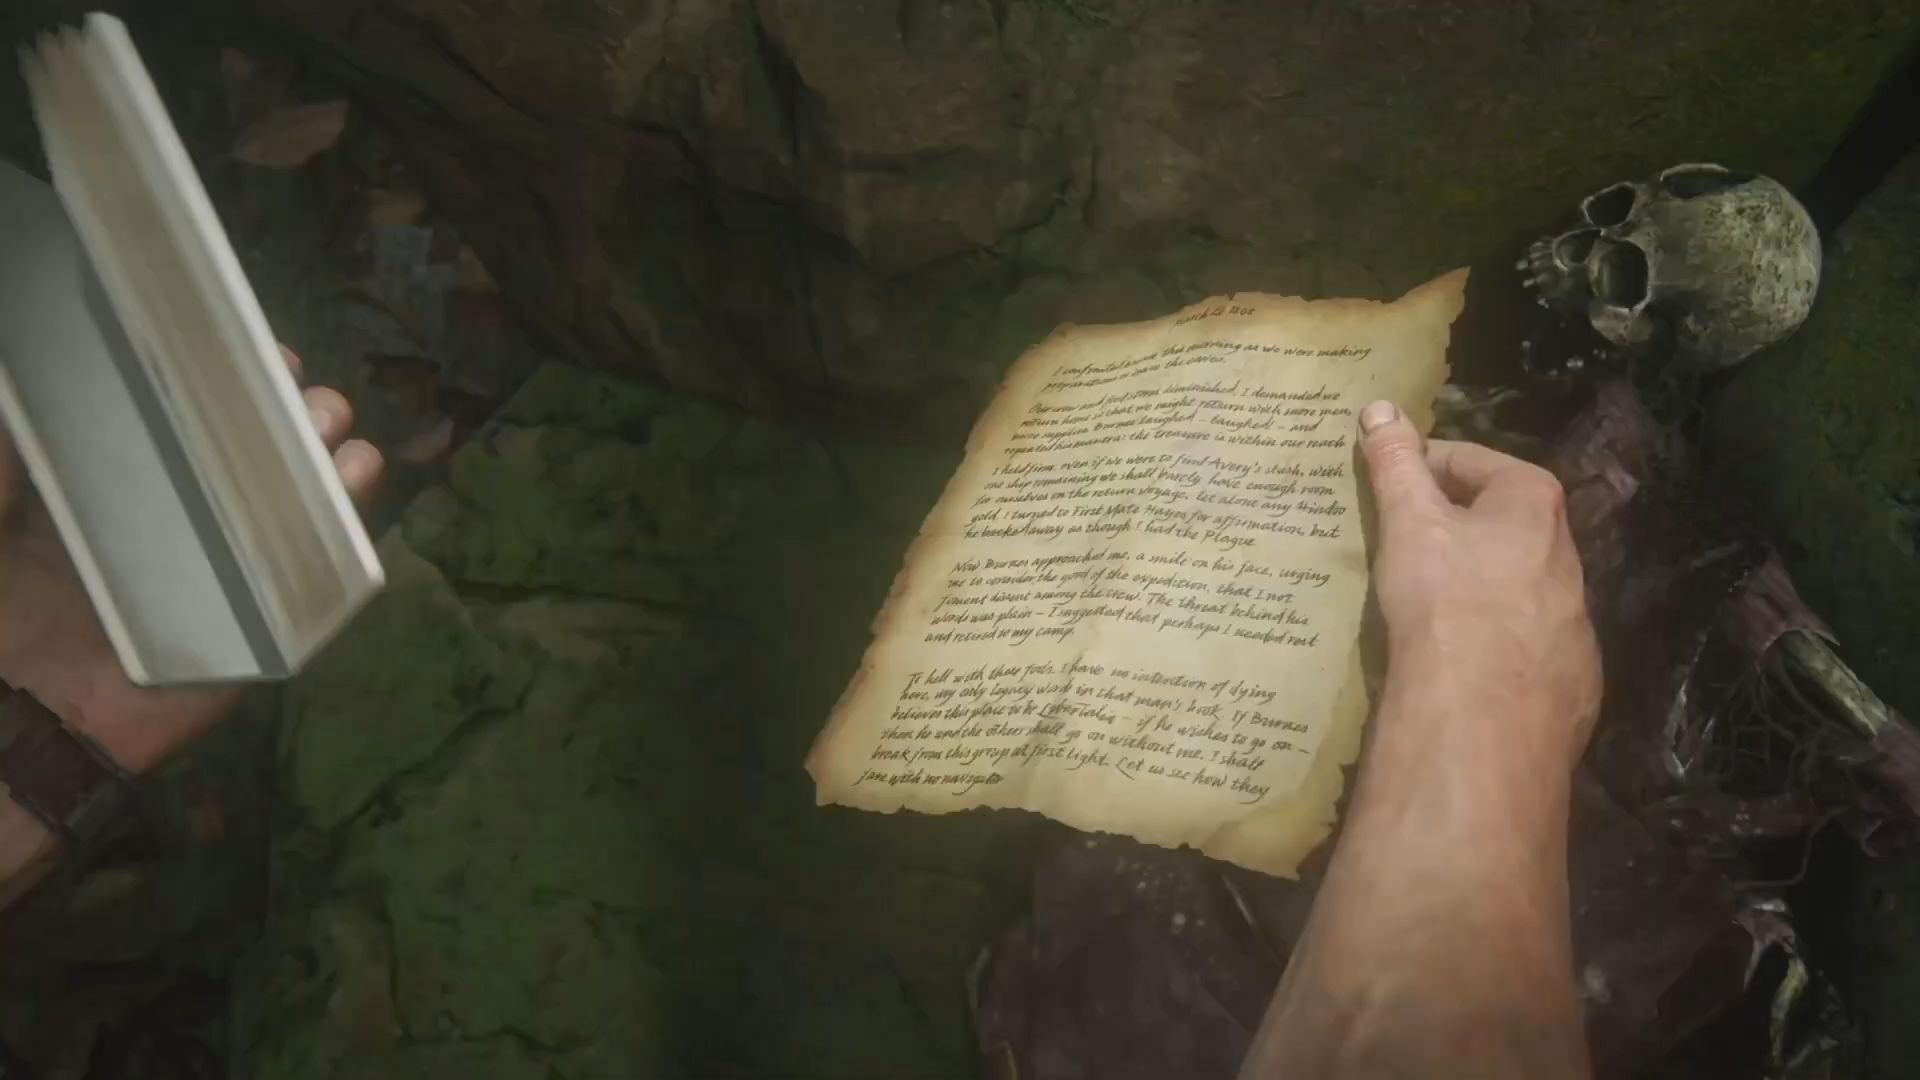 March 26 1808
I confronted Burnes this morning as we were making
preparations to leave the caves.
Our crew and food stores diminished, I demanded we
return home so that we might return with more men,
more supplies. Burnes laughed – laughed! – and
repeated his mantra: the treasure is within our reach
I held firm: even if we were to find Avery's stash, with
one ship remaining we shall barely have enough room
for ourselves on the return voyage, let alone any Hindoo
gold. I turned to First Mate Hayes for affirmation, but
he backed away as though I had the Plague
Now Burnes approached me, a smile on his face, urging
me to consider the good of the expedition, that I not
foment dissent among the crew. The threat behind his
words was plain – I suggested that perhaps I needed rest
and retired to my camp.
To hell with these fools. I have no intention of dying
here, my only legacy words in that man's book. If Burnes
believes this place to be Libertalia – if he wishes to go on –
then he and the others shall go on without me. I shall
break from this group at first light. Let us see how they
fare with no navigator